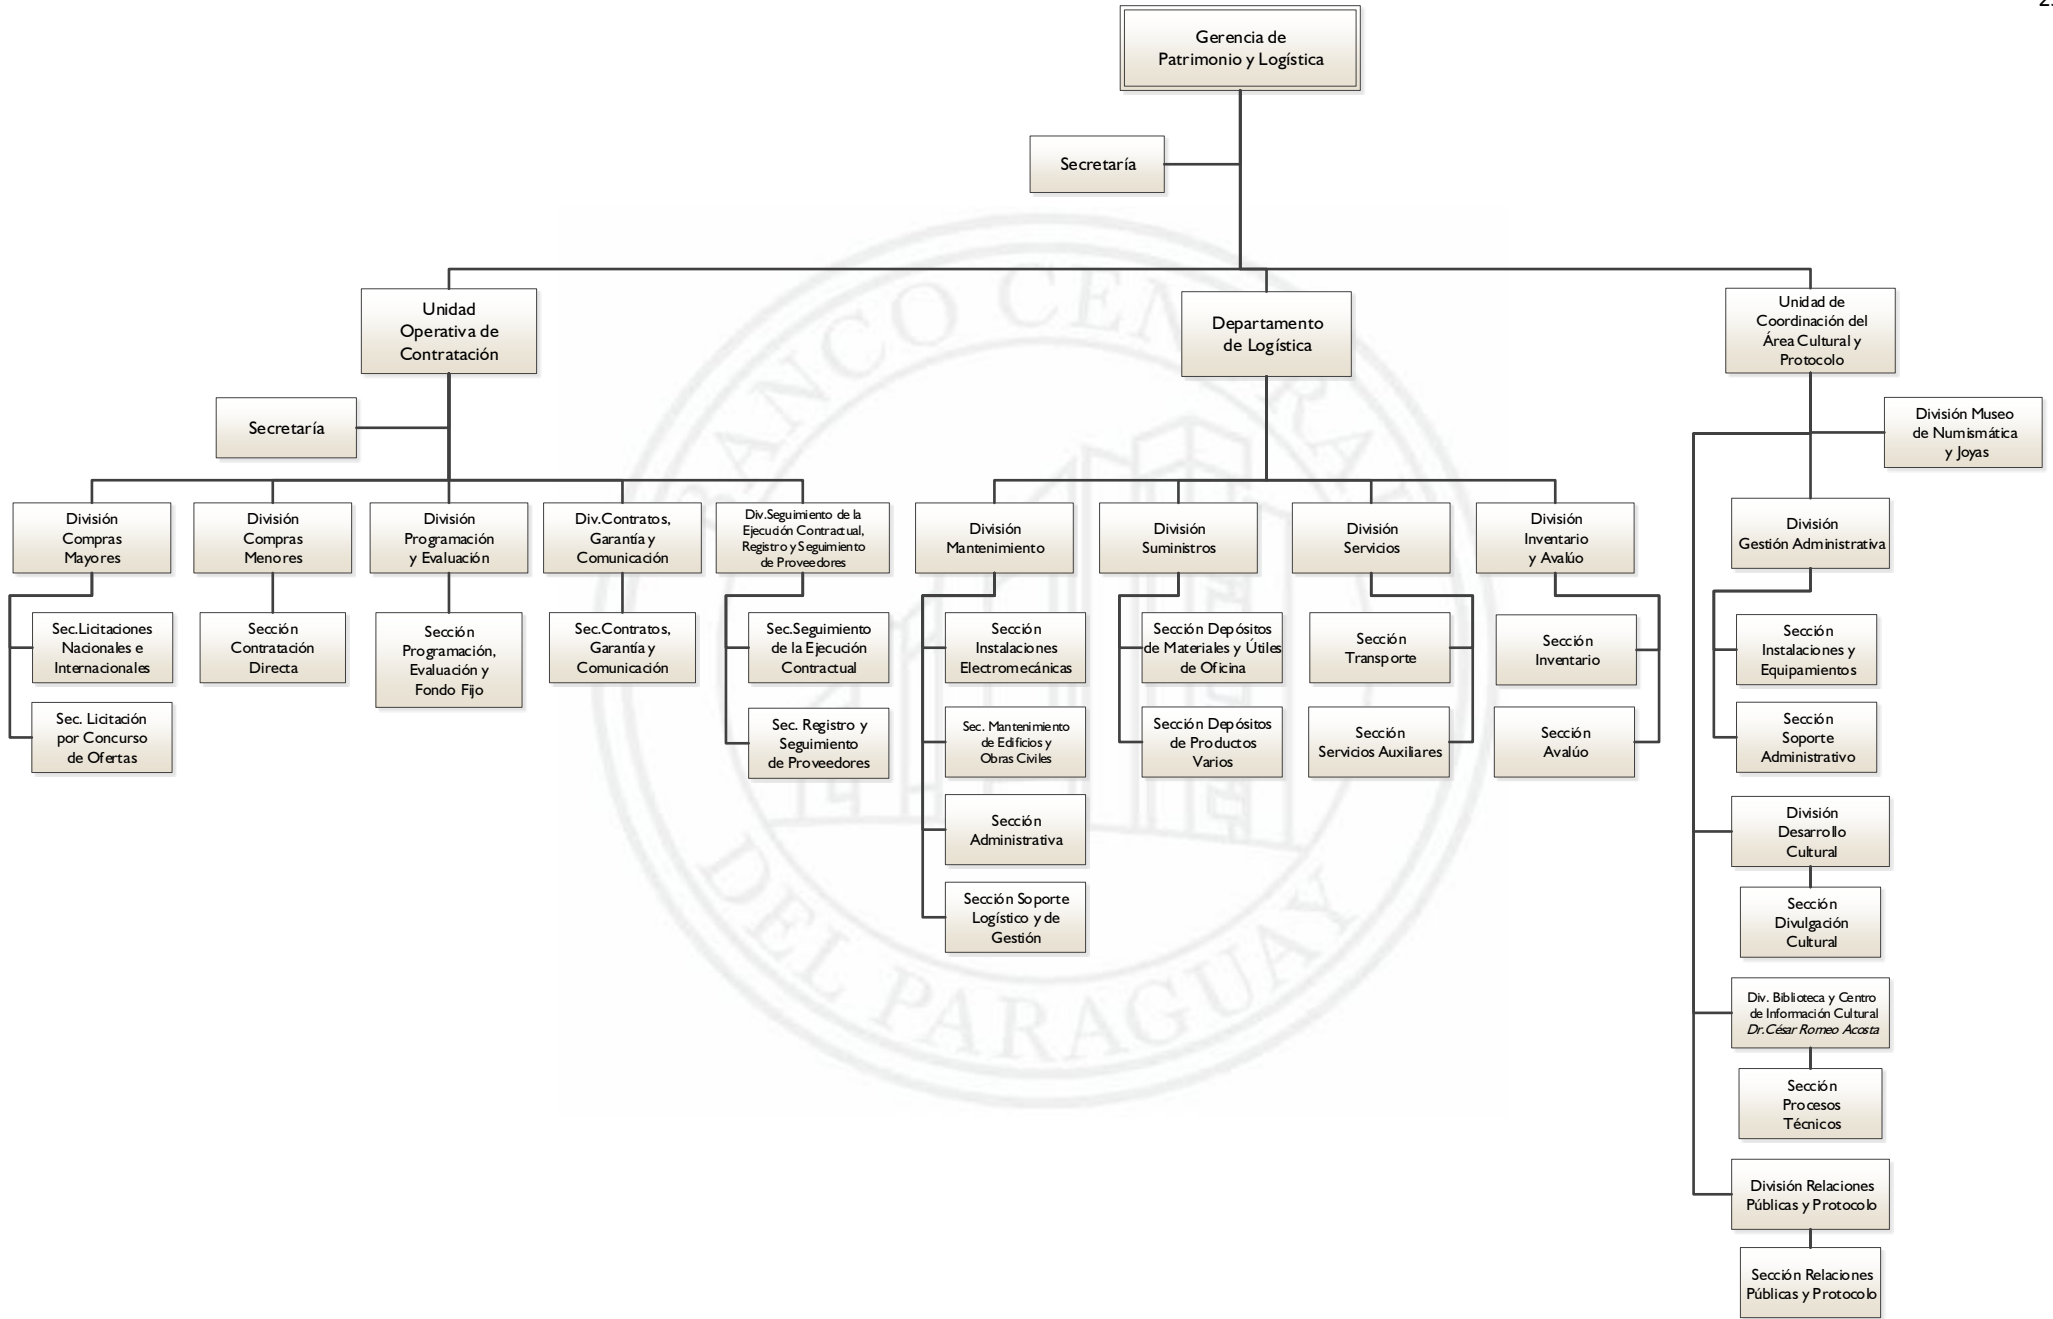 Gerencia de
Patrimonio y Logística
Secretaría
Unidad
Operativa de
Contratación
Departamento
de Logística
Unidad de
Coordinación del
Área Cultural y
Protocolo
Secretaría
División Museo
de Numismática
y Joyas
División
Compras
Mayores
División
Compras
Menores
División
Programación
y Evaluación
Div.Contratos,
Garantía y
Comunicación
Div.Seguimiento de la
Ejecución Contractual,
Registro y Seguimiento
de Proveedores
División
Mantenimiento
División
Suministros
División
Servicios
División
Inventario
y Avalúo
División
Gestión Administrativa
Sec.Licitaciones
Nacionales e
Internacionales
Sección
Contratación
Directa
Sección
Programación,
Evaluación y
Fondo Fijo
Sec.Contratos,
Garantía y
Comunicación
Sec.Seguimiento
de la Ejecución
Contractual
Sección
Instalaciones
Electromecánicas
Sección Depósitos
de Materiales y Útiles
de Oficina
Sección
Transporte
Sección
Inventario
Sección
Instalaciones y
Equipamientos
Sec. Licitación
por Concurso
de Ofertas
Sec. Registro y
Seguimiento
de Proveedores
Sec. Mantenimiento
de Edificios y
Obras Civiles
Sección Depósitos
de Productos
Varios
Sección
Servicios Auxiliares
Sección
Avalúo
Sección
Soporte
Administrativo
Sección
Administrativa
División
Desarrollo
Cultural
Sección Soporte
Logístico y de
Gestión
Sección
Divulgación
Cultural
Div. Biblioteca y Centro
de Información Cultural
Dr.César Romeo Acosta
Sección
Procesos
Técnicos
División Relaciones
Públicas y Protocolo
Sección Relaciones
Públicas y Protocolo
BANCO CENTRAL
DEL PARAGUAY